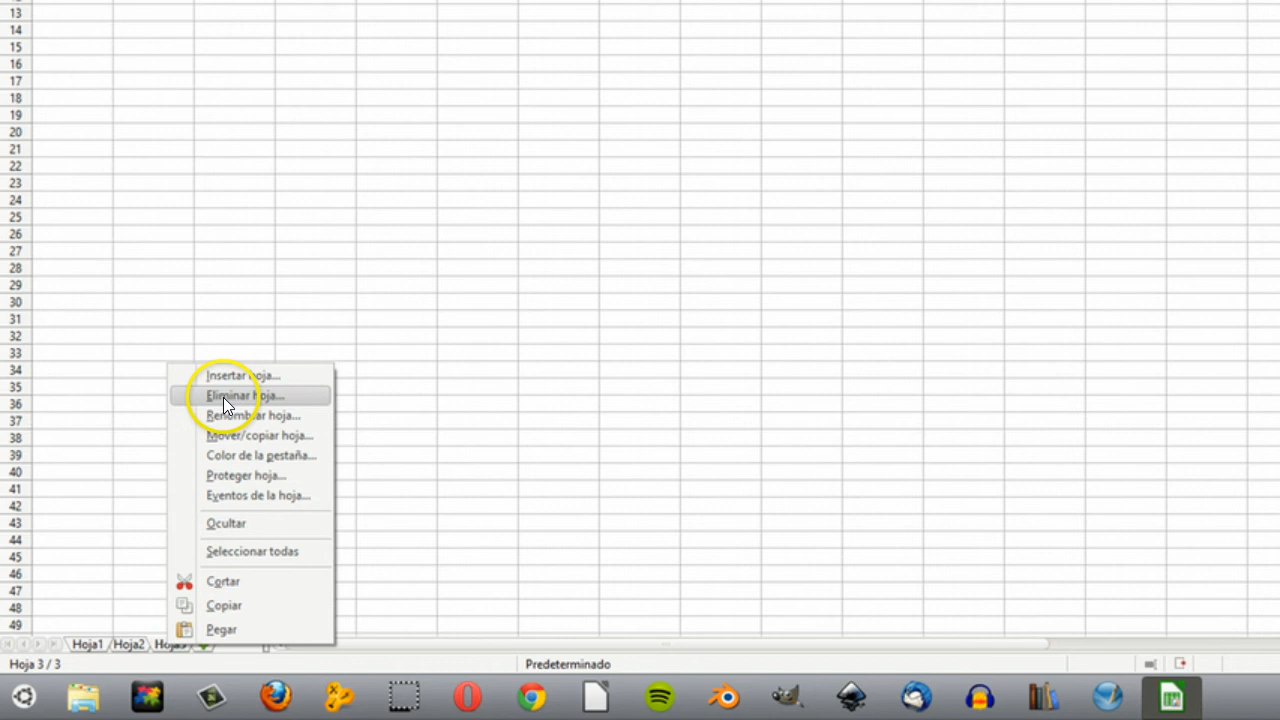 13
14
15
16
17
18
19
20
21
22
23
24
25
26
27
28
29
30
31
32
33
34
35
36
37
38
39
40
41
42
43
44
45
46
47
48
49
Insertar hoja...
Eliminar hoja...
Renombrar hoja...
Mover/copiar hoja...
Color de la pestaña...
Proteger hoja...
Eventos de la hoja...
Ocultar
Seleccionar todas
Cortar
Copiar
Pegar
Hoja1 Hoja2 Hoja3
Hoja 3 / 3 Predeterminado